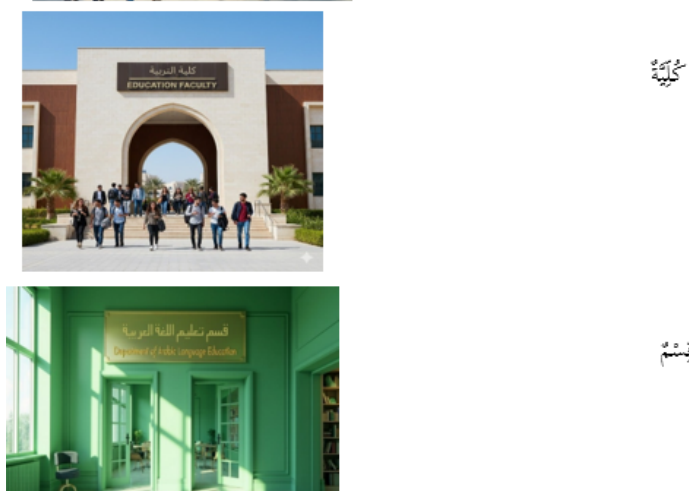 كلية التربية
EDUCATION FACULTY
كُلِّيَّةٌ
قسم تعليم اللغة العربية
Department of Arabic Language Education
قِسْمٌ